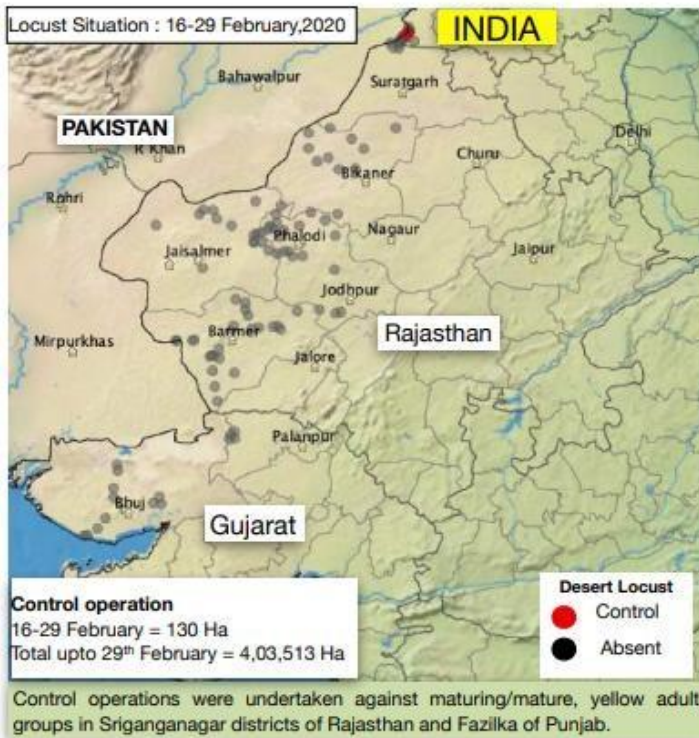 Locust Situation : 16-29 February,2020
INDIA
Bahawalpur
Suratgarh
PAKISTAN
R Khan
Delhi
Churu
Bikaner
Rohri
Phalodi
Nagaur
Jaisalmer
Jaipur
Jodhpur
Barmer
Rajasthan
Mirpurkhas
Jalore
Palanpur
Bhuj
Gujarat
Control operation
16-29 February = 130 Ha
Total upto 29th February = 4,03,513 Ha
Desert Locust
Control
Absent
Control operations were undertaken against maturing/mature, yellow adult
groups in Sriganganagar districts of Rajasthan and Fazilka of Punjab.